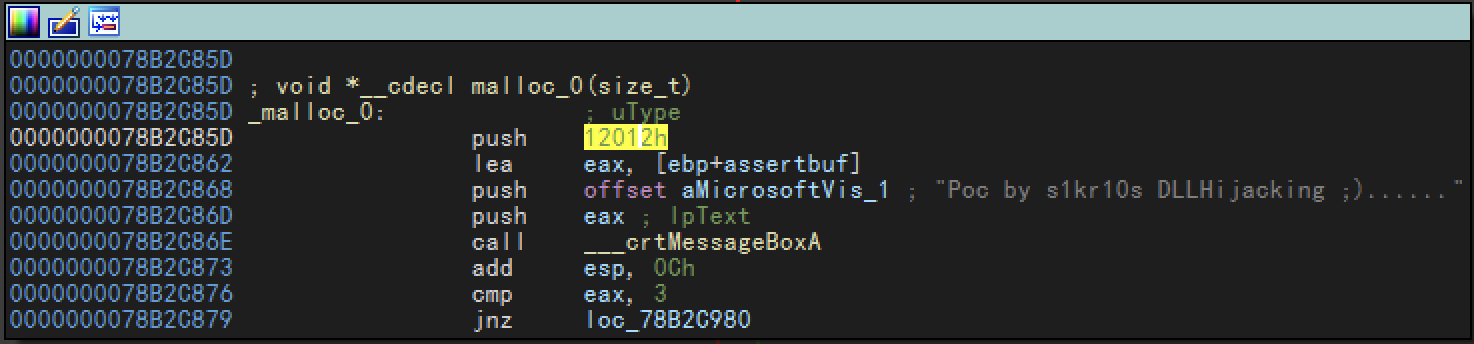 0000000078B2C85D
0000000078B2C85D ; void *__cdecl malloc_0(size_t)
0000000078B2C85D _malloc_0: ; uType
0000000078B2C85D push 12012h
0000000078B2C862 lea eax, [ebp+assertbuf]
0000000078B2C868 push offset aMicrosoftVis_1 ; "Poc by s1kr10s DLLHijacking ;)......"
0000000078B2C86D push eax ; lpText
0000000078B2C86E call ___crtMessageBoxA
0000000078B2C873 add esp, 0Ch
0000000078B2C876 cmp eax, 3
0000000078B2C879 jnz loc_78B2C980